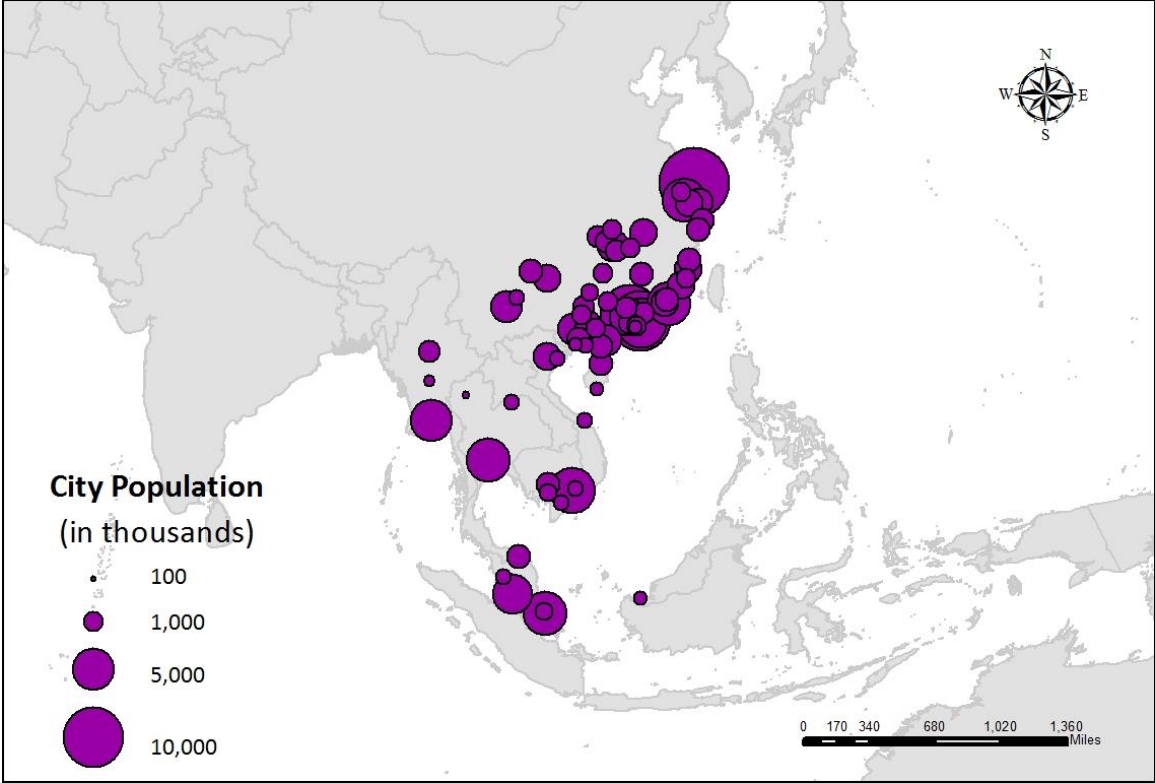 N
W E
S
City Population
(in thousands)
100
1,000
5,000
10,000
0 170 340 680 1,020 1,360
Miles